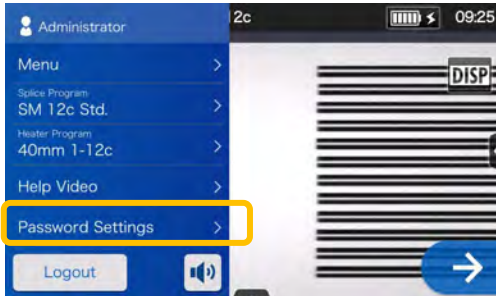 Administrator
2c
09:25
Menu
DISP
Splice Program
SM 12c Std.
Heater Program
40mm 1-12c
Help Video
Password Settings
Logout